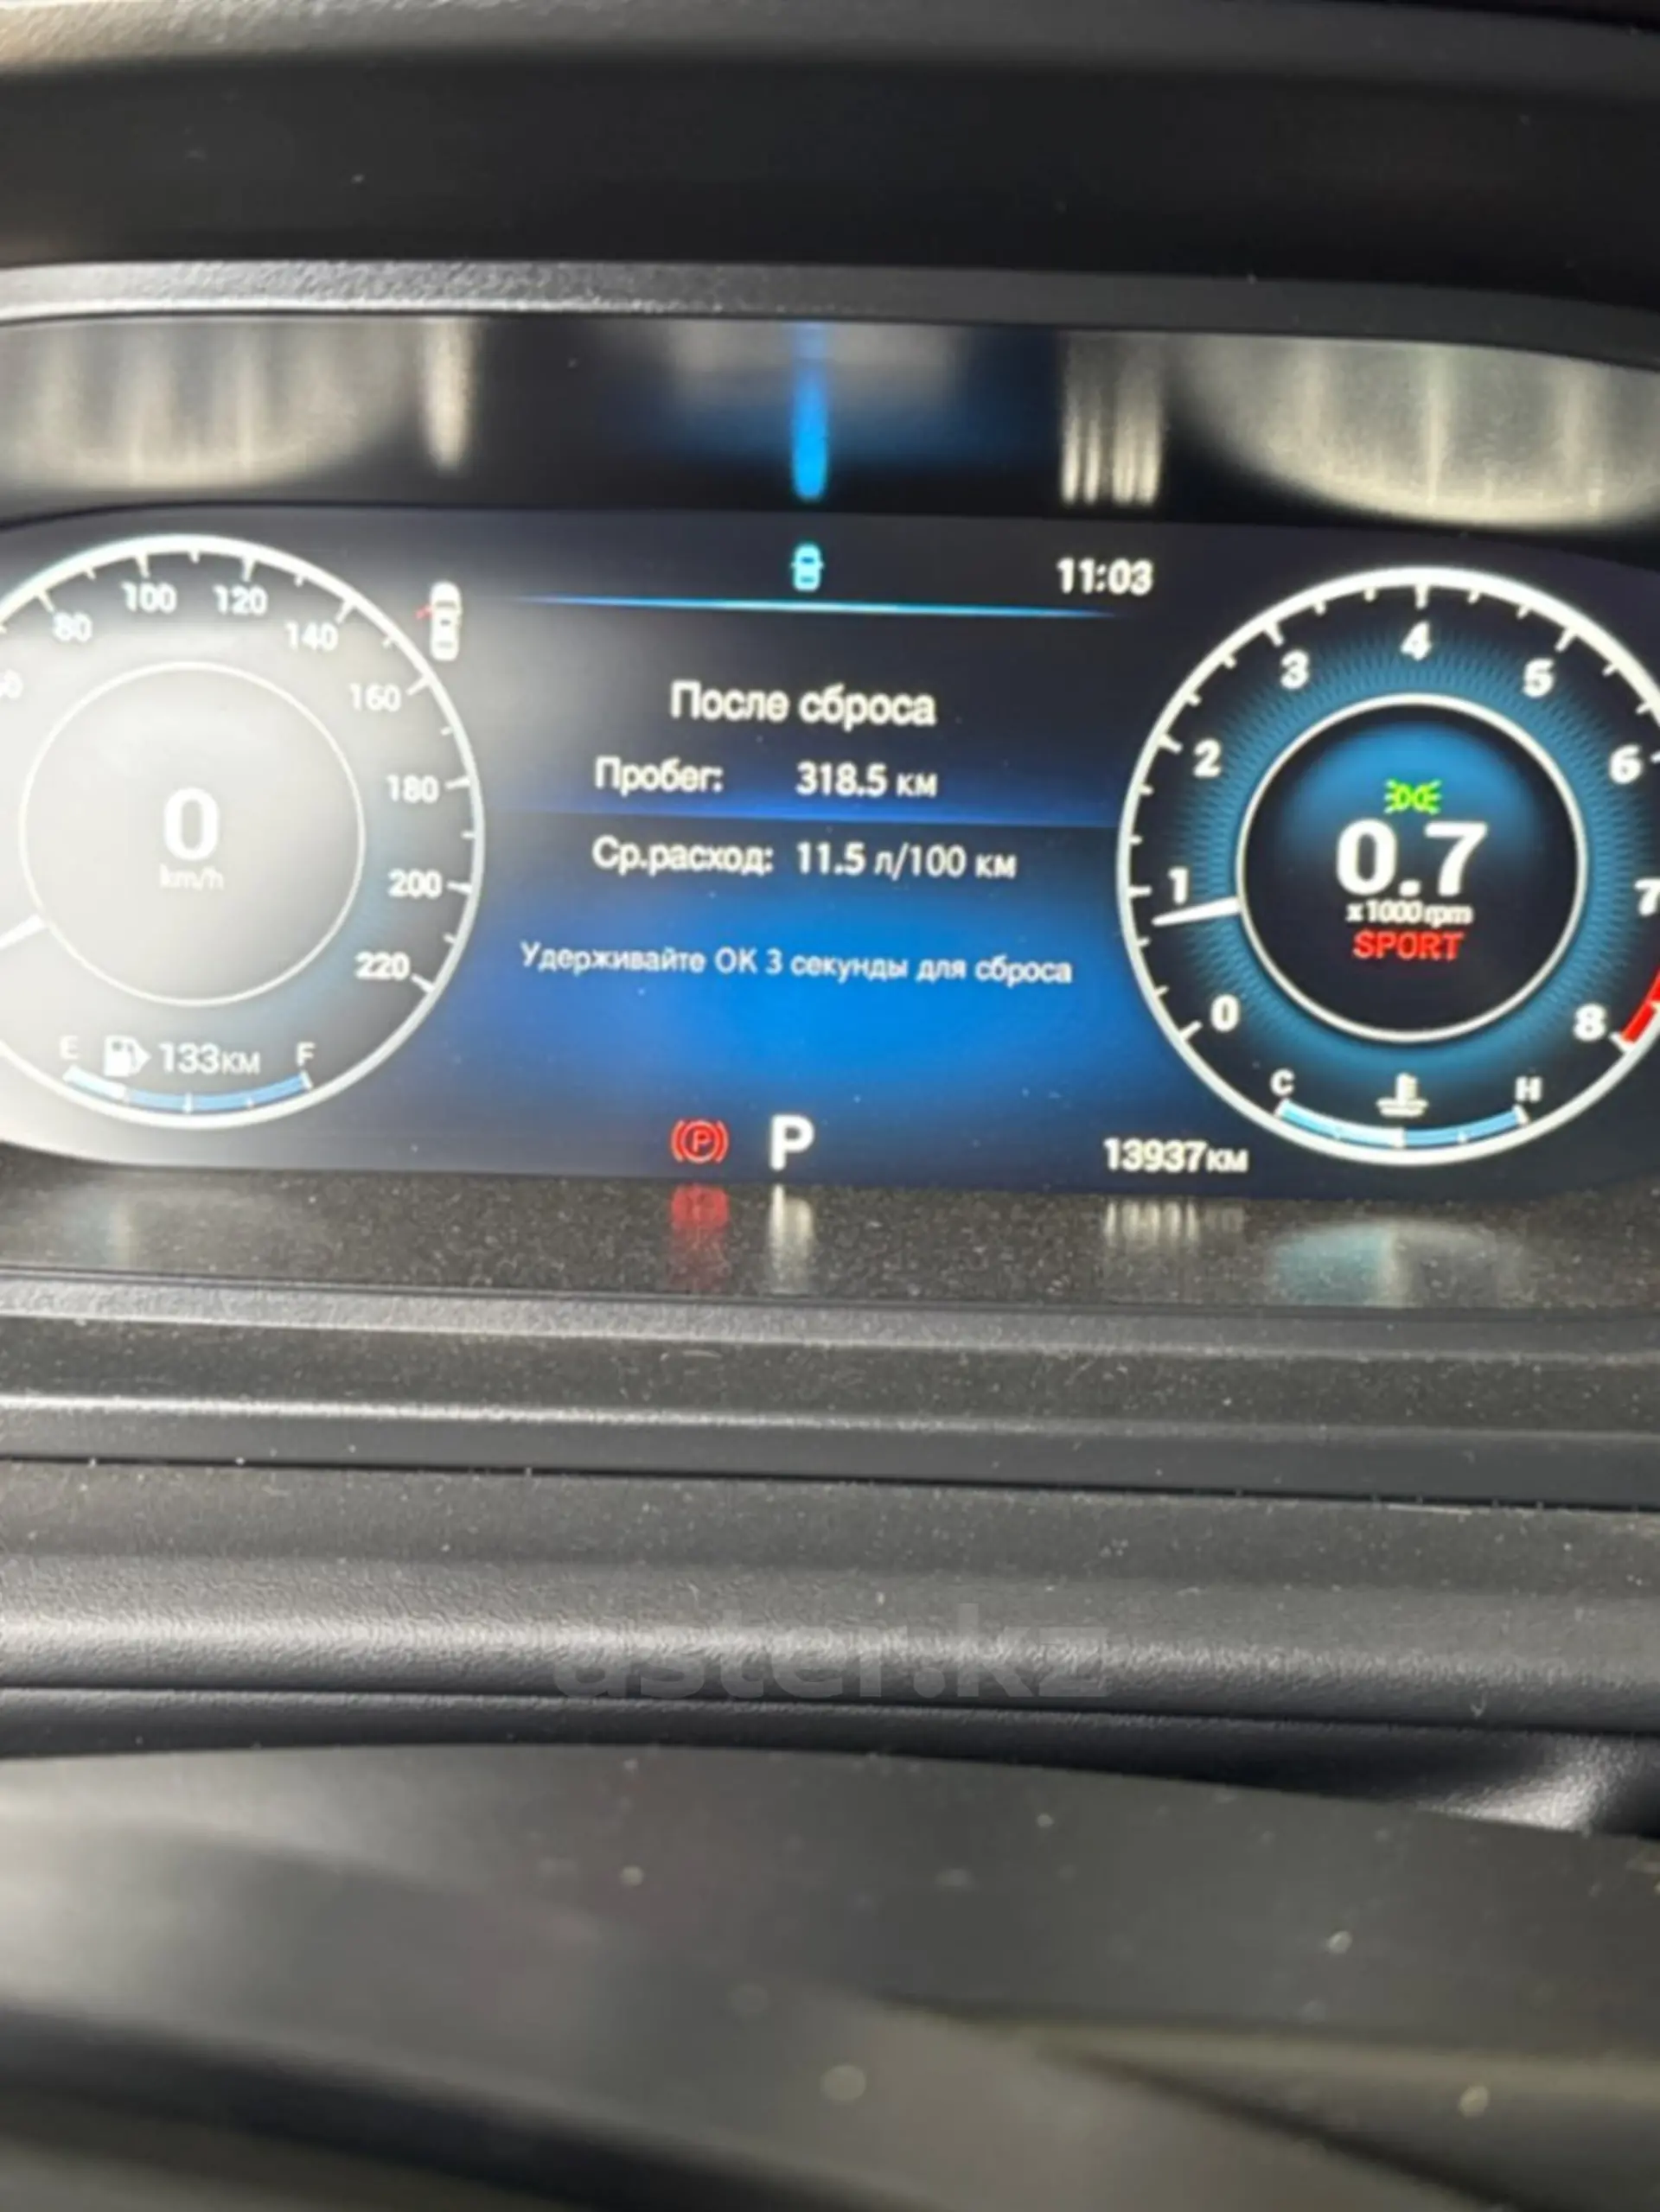 11:03
80
100
120
140
160
180
200
220
0
km/h
E
133км
F
После сброса
Пробег: 318.5 км
Ср.расход: 11.5 л/100 км
Удерживайте OK 3 секунды для сброса
P
P
13937км
0
1
2
3
4
5
6
7
8
0.7
x1000rpm
SPORT
C
H
aster.kz